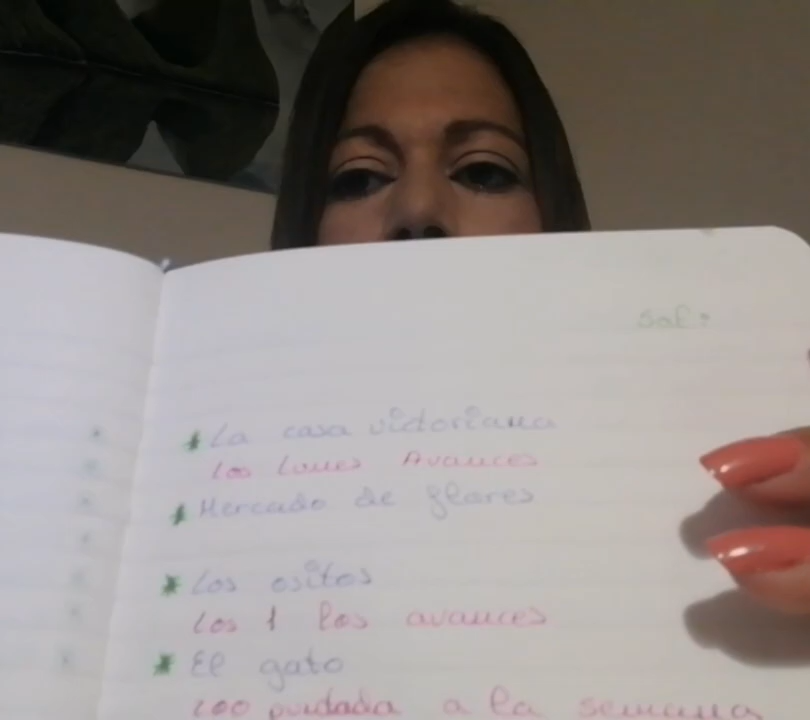 Sal:
* La casa victoriana
los lunes Avances
* Mercado de flores
* Los ositos
Los 1 los avances
* El gato
100 puntada a la semana